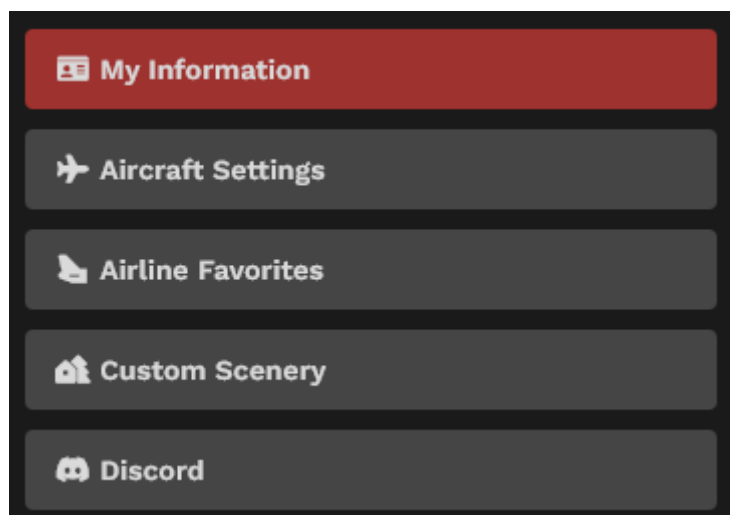 My Information
Aircraft Settings
Airline Favorites
Custom Scenery
Discord